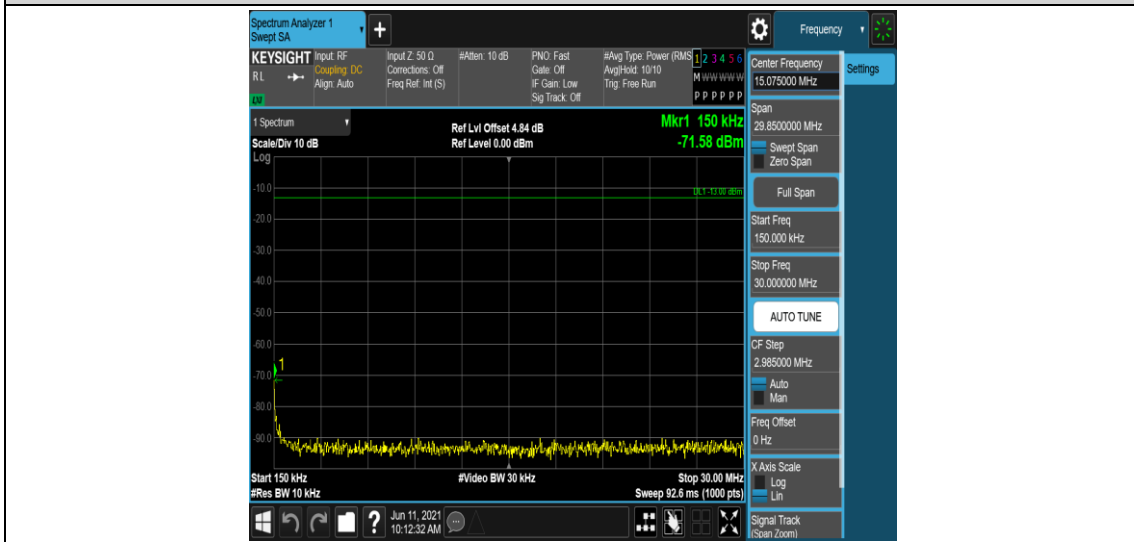 Spectrum Analyzer 1
Swept SA
+
Frequency
KEYSIGHT
RL
LXI
Input: RF
Coupling: DC
Align: Auto
Input Z: 50 Ω
Corrections: Off
Freq Ref: Int (S)
#Atten: 10 dB
PNO: Fast
Gate: Off
IF Gain: Low
Sig Track: Off
#Avg Type: Power (RMS
Avg|Hold: 10/10
Trig: Free Run
1 2 3 4 5 6
M W W W W W
P P P P P P
1 Spectrum
Scale/Div 10 dB
Log
Ref Lvl Offset 4.84 dB
Ref Level 0.00 dBm
Mkr1 150 kHz
-71.58 dBm
DL1 -13.00 dBm
-10.0
-20.0
-30.0
-40.0
-50.0
-60.0
1
-70.0
-80.0
-90.0
Start 150 kHz
#Video BW 30 kHz
Stop 30.00 MHz
#Res BW 10 kHz
Sweep 92.6 ms (1000 pts)
?
Jun 11, 2021
10:12:32 AM
Center Frequency
15.075000 MHz
Settings
Span
29.8500000 MHz
Swept Span
Zero Span
Full Span
Start Freq
150.000 kHz
Stop Freq
30.000000 MHz
AUTO TUNE
CF Step
2.985000 MHz
Auto
Man
Freq Offset
0 Hz
X Axis Scale
Log
Lin
Signal Track
(Span Zoom)